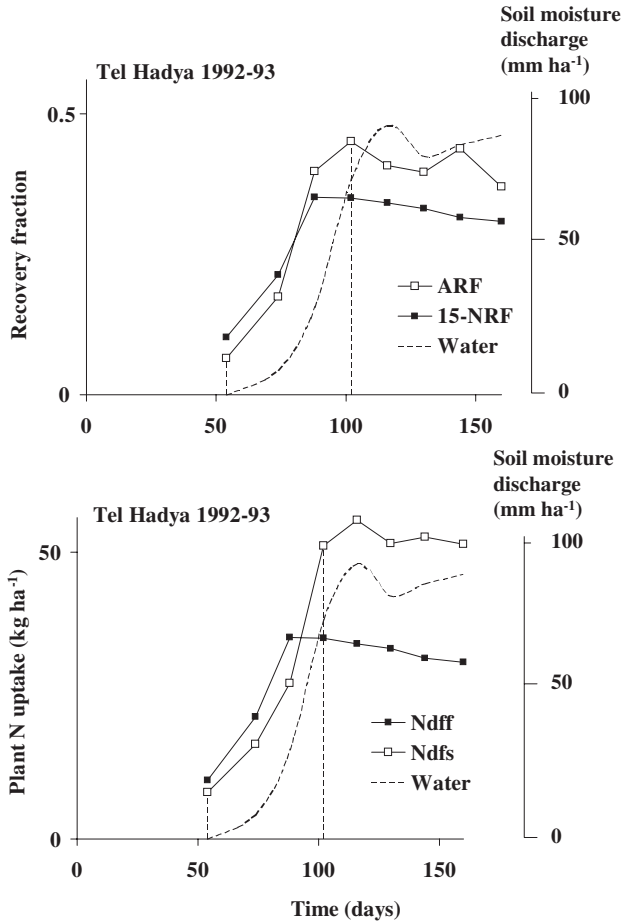 Soil moisture
discharge
(mm ha-1)
Tel Hadya 1992-93
100
0.5
Recovery fraction
50
ARF
15-NRF
Water
0
0
0
50
100
150
Soil moisture
discharge
(mm ha-1)
Tel Hadya 1992-93
100
50
Plant N uptake (kg ha-1)
50
Ndff
Ndfs
Water
0
0
0
50
100
150
Time (days)